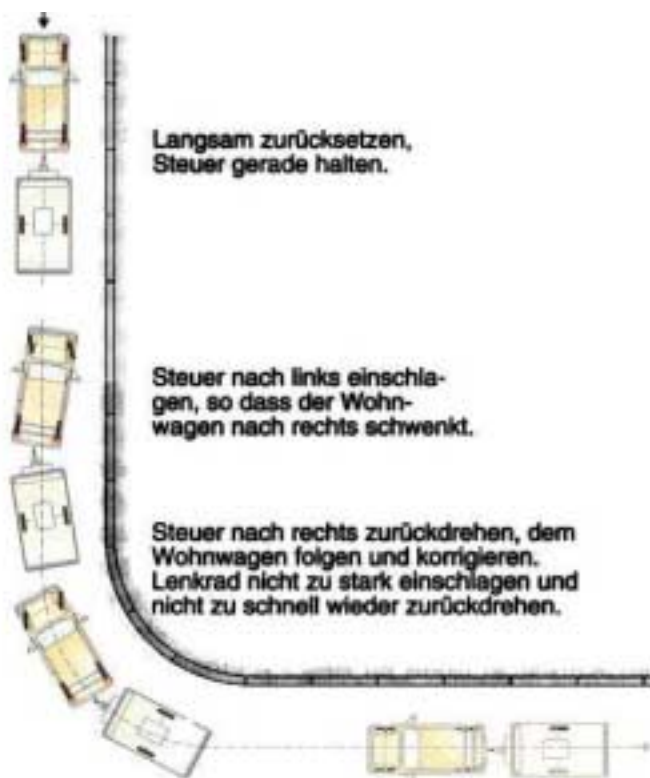 Langsam zurücksetzen,
Steuer gerade halten.
Steuer nach links einschla-
gen, so dass der Wohn-
wagen nach rechts schwenkt.
Steuer nach rechts zurückdrehen, dem
Wohnwagen folgen und korrigieren.
Lenkrad nicht zu stark einschlagen und
nicht zu schnell wieder zurückdrehen.